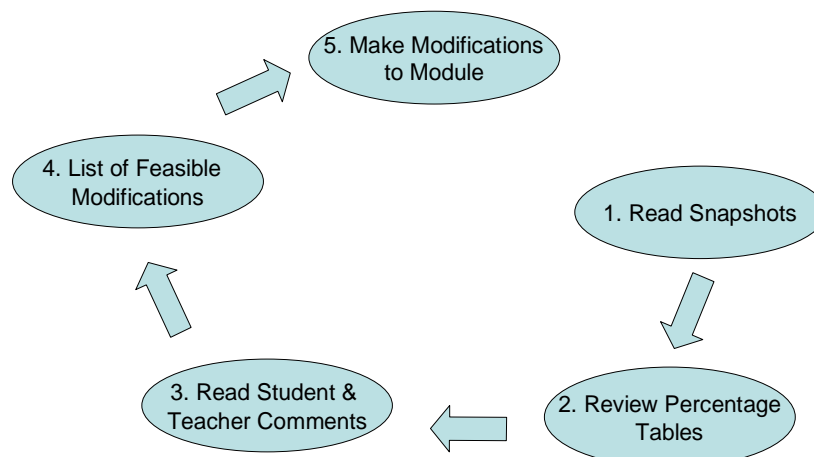 5. Make Modifications
to Module
4. List of Feasible
Modifications
1. Read Snapshots
3. Read Student &
Teacher Comments
2. Review Percentage
Tables